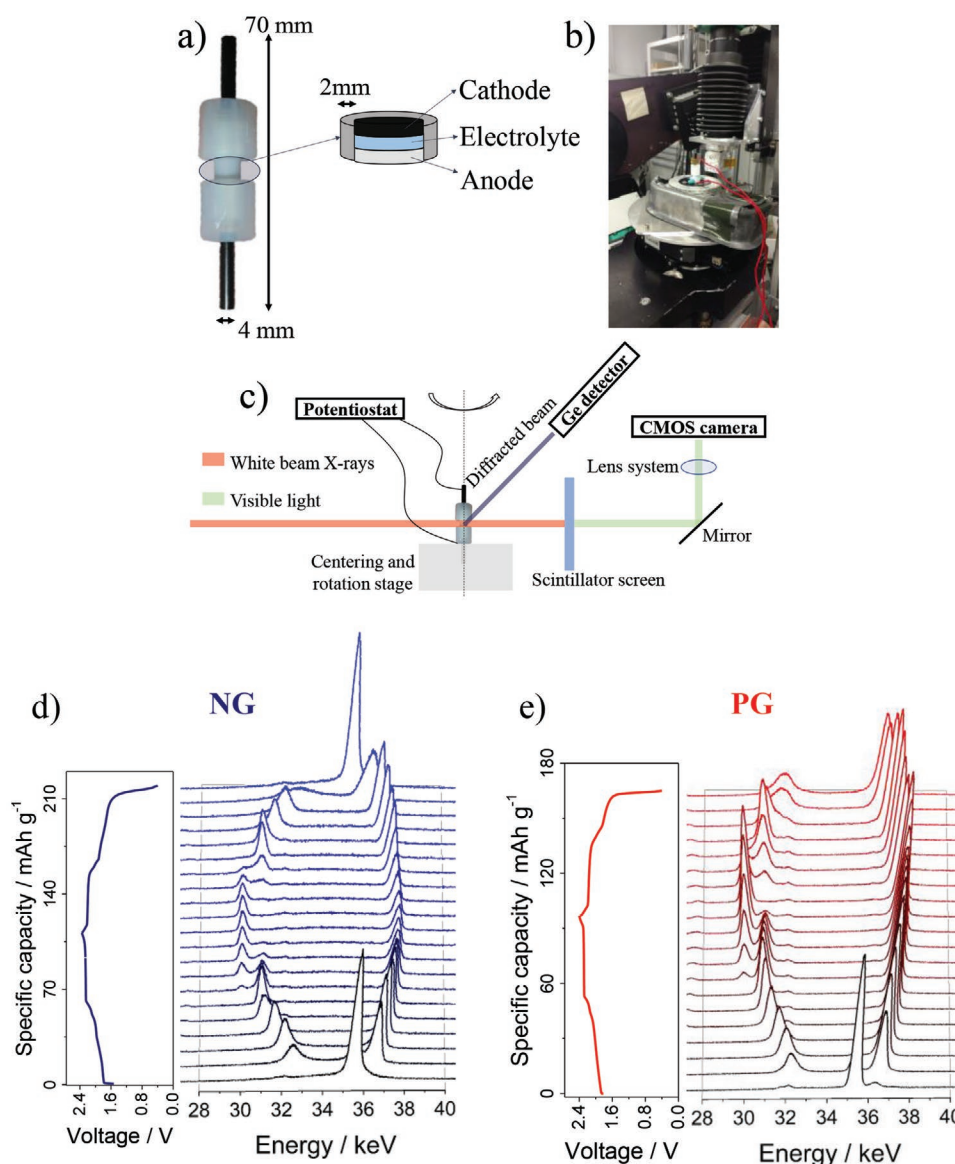 a)
70 mm
2mm
Cathode
Electrolyte
Anode
4 mm
b)
c)
Potentiostat
Diffracted beam
Ge detector
CMOS camera
Lens system
White beam X-rays
Visible light
Mirror
Centering and
rotation stage
Scintillator screen
d)
NG
Specific capacity / mAh g⁻¹
210
140
70
0
2.4 1.6 0.8 0.0
Voltage / V
28 30 32 34 36 38 40
Energy / keV
e)
PG
Specific capacity / mAh g⁻¹
180
120
60
0
2.4 1.6 0.8 0.0
Voltage / V
28 30 32 34 36 38 40
Energy / keV